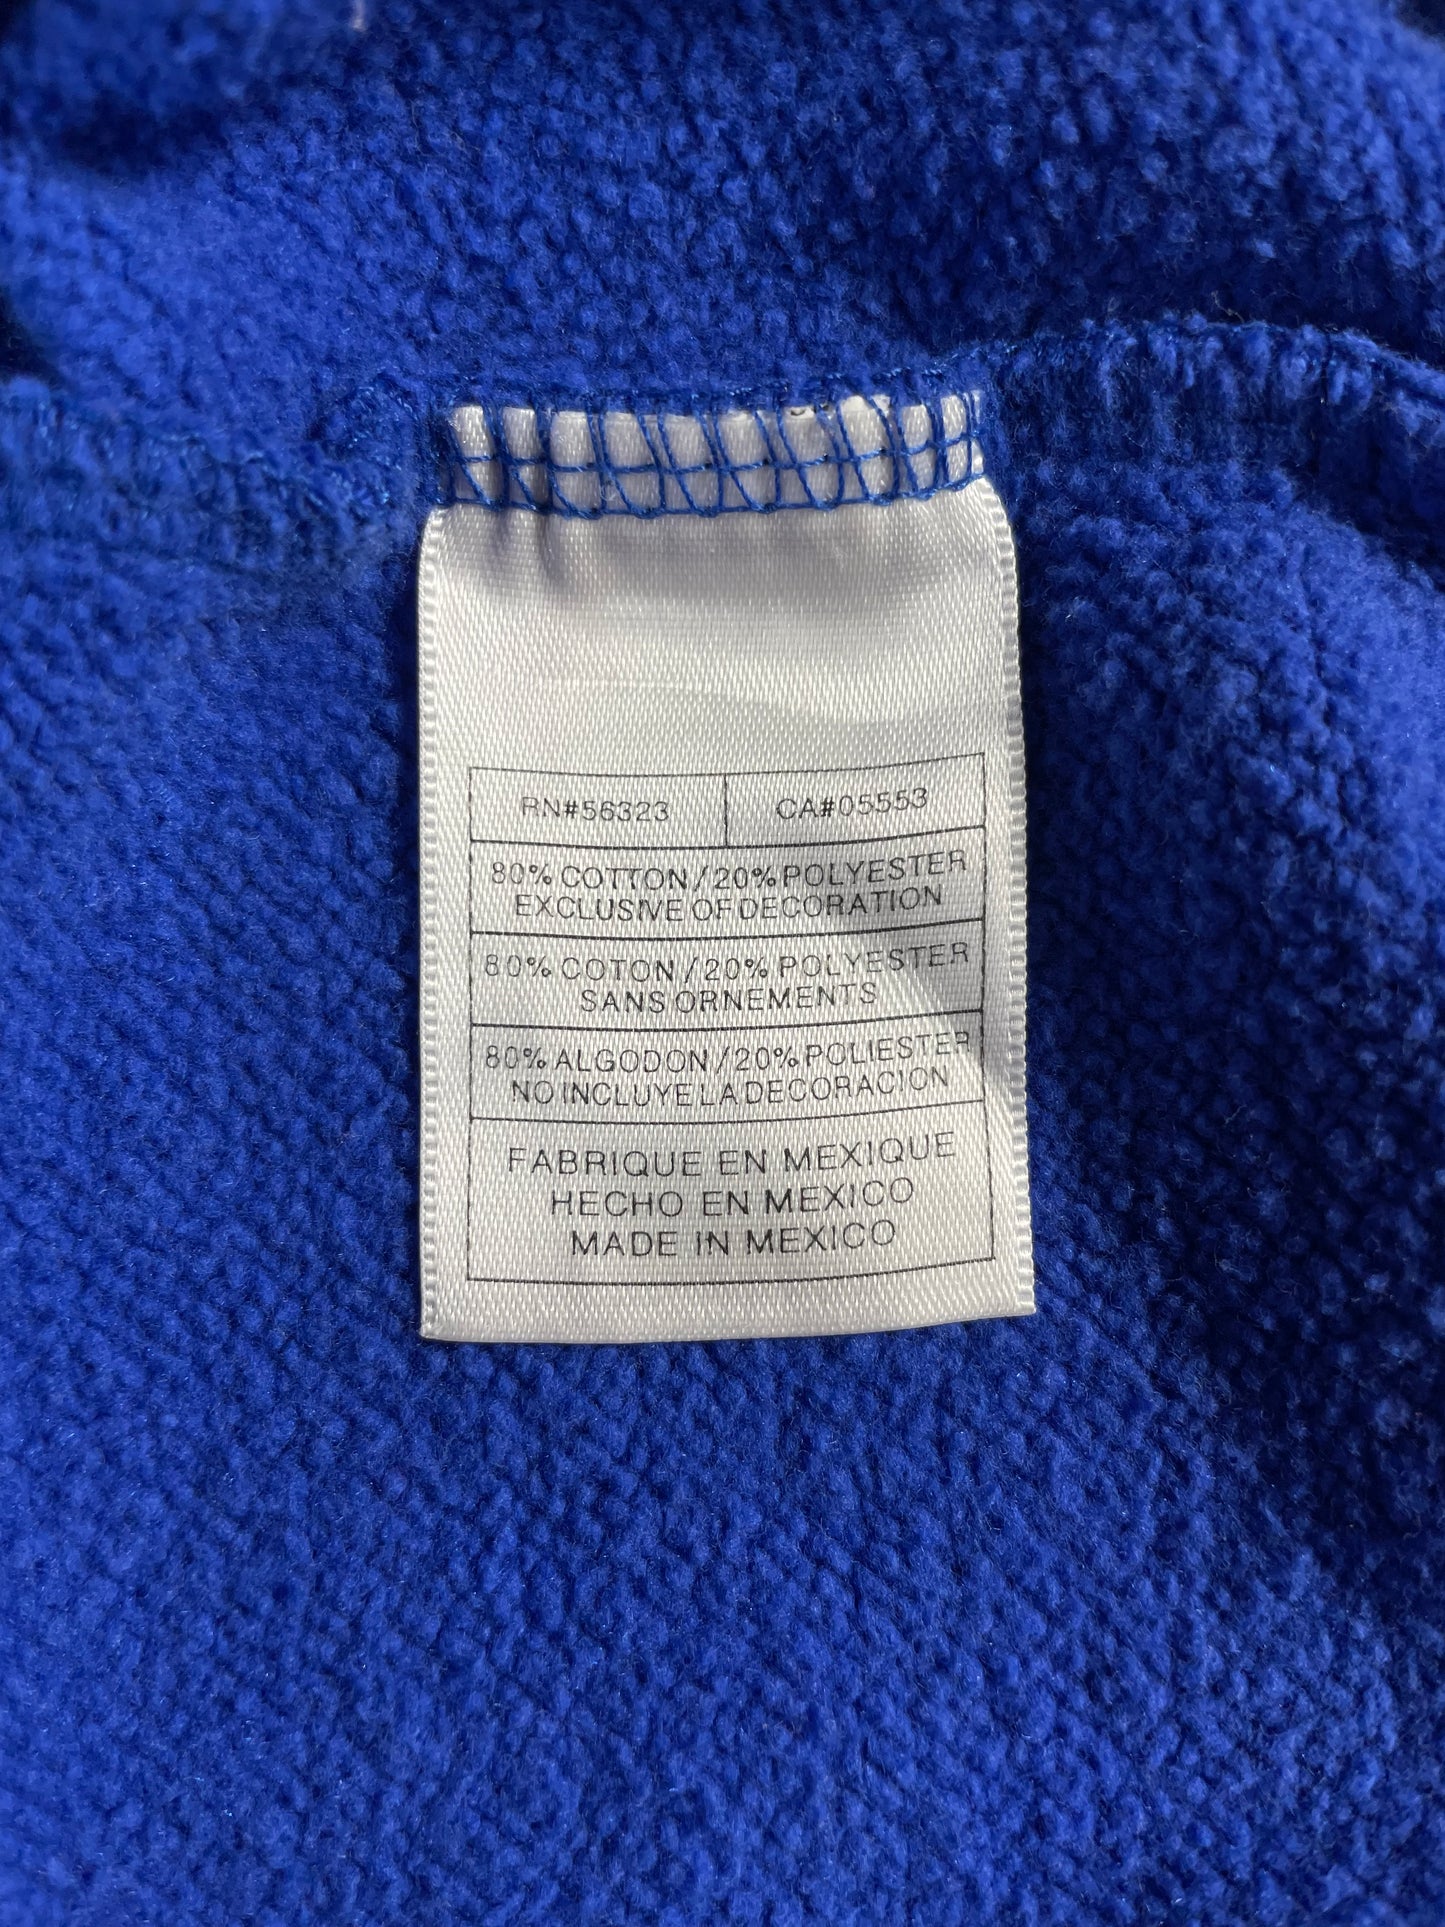 RN#56323 CA#05553
80% COTTON/20% POLYESTER
EXCLUSIVE OF DECORATION
80% COTON/20% POLYESTER
SANS ORNEMENTS
80% ALGODON/20% POLIESTER
NO INCLUYE LA DECORACION
FABRIQUE EN MEXIQUE
HECHO EN MEXICO
MADE IN MEXICO